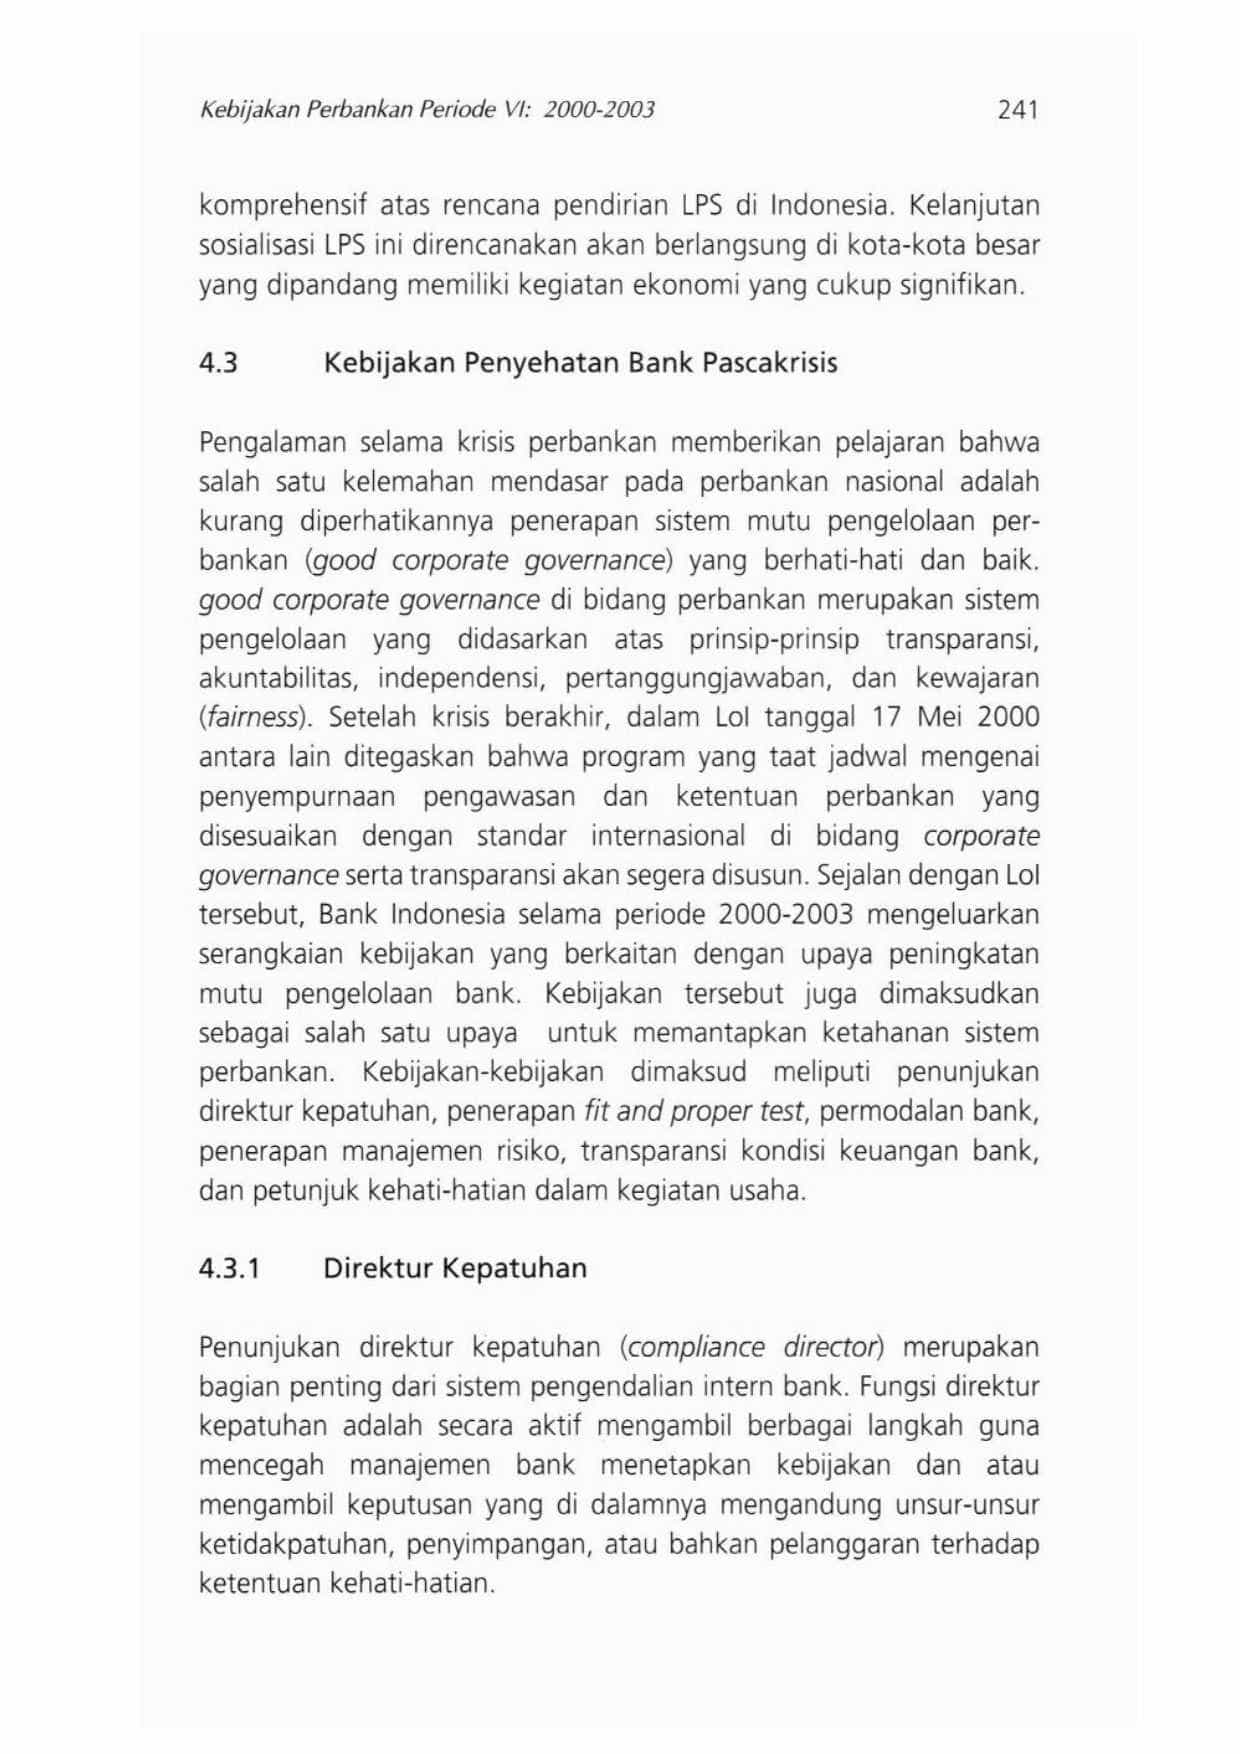 Kebijakan Perbankan Periode VI: 2000-2003 241
komprehensif atas rencana pendirian LPS di Indonesia. Kelanjutan
sosialisasi LPS ini direncanakan akan berlangsung di kota-kota besar
yang dipandang memiliki kegiatan ekonomi yang cukup signifikan.
4.3 Kebijakan Penyehatan Bank Pascakrisis
Pengalaman selama krisis perbankan memberikan pelajaran bahwa
salah satu kelemahan mendasar pada perbankan nasional adalah
kurang diperhatikannya penerapan sistem mutu pengelolaan per-
bankan (good corporate governance) yang berhati-hati dan baik.
good corporate governance di bidang perbankan merupakan sistem
pengelolaan yang didasarkan atas prinsip-prinsip transparansi,
akuntabilitas, independensi, pertanggungjawaban, dan kewajaran
(fairness). Setelah krisis berakhir, dalam LoI tanggal 17 Mei 2000
antara lain ditegaskan bahwa program yang taat jadwal mengenai
penyempurnaan pengawasan dan ketentuan perbankan yang
disesuaikan dengan standar internasional di bidang corporate
governance serta transparansi akan segera disusun. Sejalan dengan LoI
tersebut, Bank Indonesia selama periode 2000-2003 mengeluarkan
serangkaian kebijakan yang berkaitan dengan upaya peningkatan
mutu pengelolaan bank. Kebijakan tersebut juga dimaksudkan
sebagai salah satu upaya untuk memantapkan ketahanan sistem
perbankan. Kebijakan-kebijakan dimaksud meliputi penunjukan
direktur kepatuhan, penerapan fit and proper test, permodalan bank,
penerapan manajemen risiko, transparansi kondisi keuangan bank,
dan petunjuk kehati-hatian dalam kegiatan usaha.
4.3.1 Direktur Kepatuhan
Penunjukan direktur kepatuhan (compliance director) merupakan
bagian penting dari sistem pengendalian intern bank. Fungsi direktur
kepatuhan adalah secara aktif mengambil berbagai langkah guna
mencegah manajemen bank menetapkan kebijakan dan atau
mengambil keputusan yang di dalamnya mengandung unsur-unsur
ketidakpatuhan, penyimpangan, atau bahkan pelanggaran terhadap
ketentuan kehati-hatian.